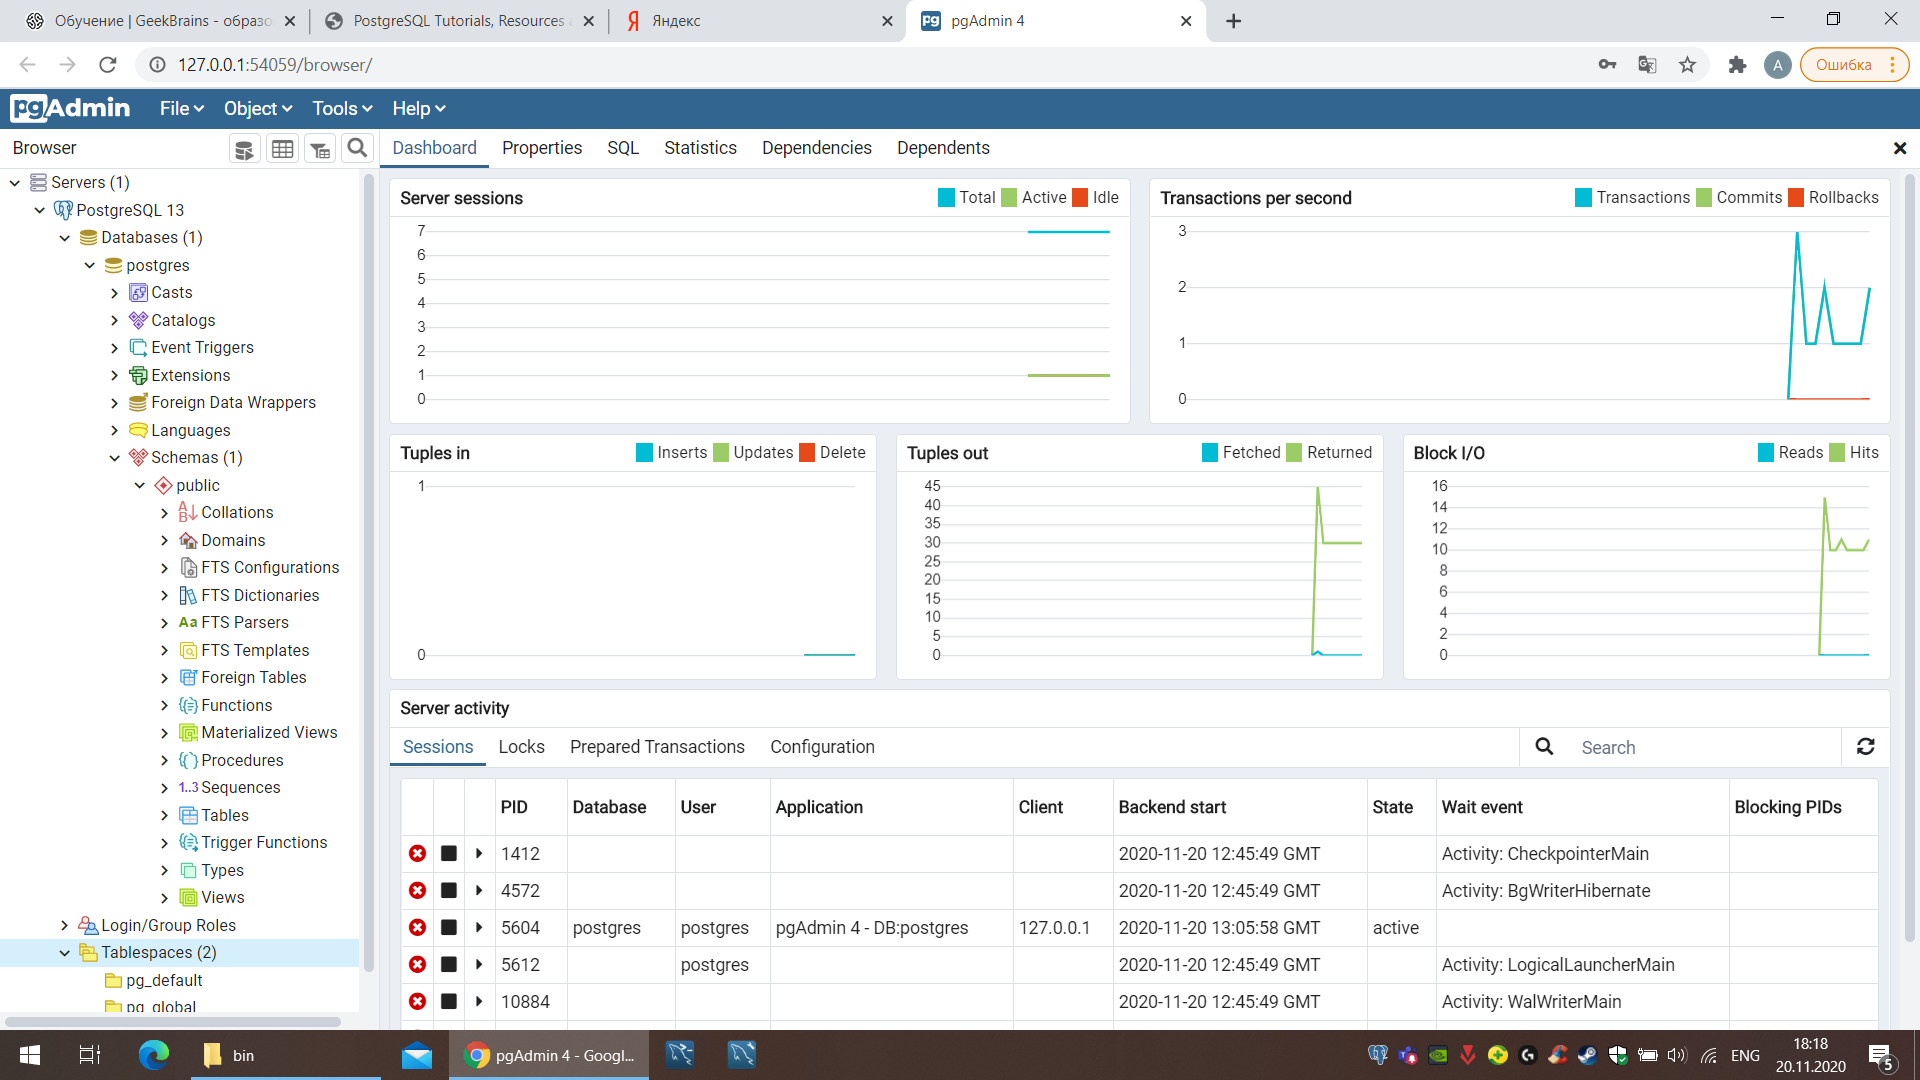 Обучение | GeekBrains - образо
PostgreSQL Tutorials, Resources a
Яндекс
pgAdmin 4
127.0.0.1:54059/browser/
A
Ошибка
pgAdmin
File
Object
Tools
Help
Browser
Dashboard
Properties
SQL
Statistics
Dependencies
Dependents
Servers (1)
PostgreSQL 13
Databases (1)
postgres
Casts
Catalogs
Event Triggers
Extensions
Foreign Data Wrappers
Languages
Schemas (1)
public
Collations
Domains
FTS Configurations
FTS Dictionaries
Aa FTS Parsers
FTS Templates
Foreign Tables
Functions
Materialized Views
Procedures
1..3 Sequences
Tables
Trigger Functions
Types
Views
Login/Group Roles
Tablespaces (2)
pg_default
pg_global
Server sessions
Total Active Idle
7
6
5
4
3
2
1
0
Transactions per second
Transactions Commits Rollbacks
3
2
1
0
Tuples in
Inserts Updates Delete
1
0
Tuples out
Fetched Returned
45
40
35
30
25
20
15
10
5
0
Block I/O
Reads Hits
16
14
12
10
8
6
4
2
0
Server activity
Sessions Locks Prepared Transactions Configuration
Search
PID Database User Application Client Backend start State Wait event Blocking PIDs
1412 2020-11-20 12:45:49 GMT Activity: CheckpointerMain
4572 2020-11-20 12:45:49 GMT Activity: BgWriterHibernate
5604 postgres postgres pgAdmin 4 - DB:postgres 127.0.0.1 2020-11-20 13:05:58 GMT active
5612 postgres 2020-11-20 12:45:49 GMT Activity: LogicalLauncherMain
10884 2020-11-20 12:45:49 GMT Activity: WalWriterMain
bin
pgAdmin 4 - Googl...
ENG
18:18
20.11.2020
5